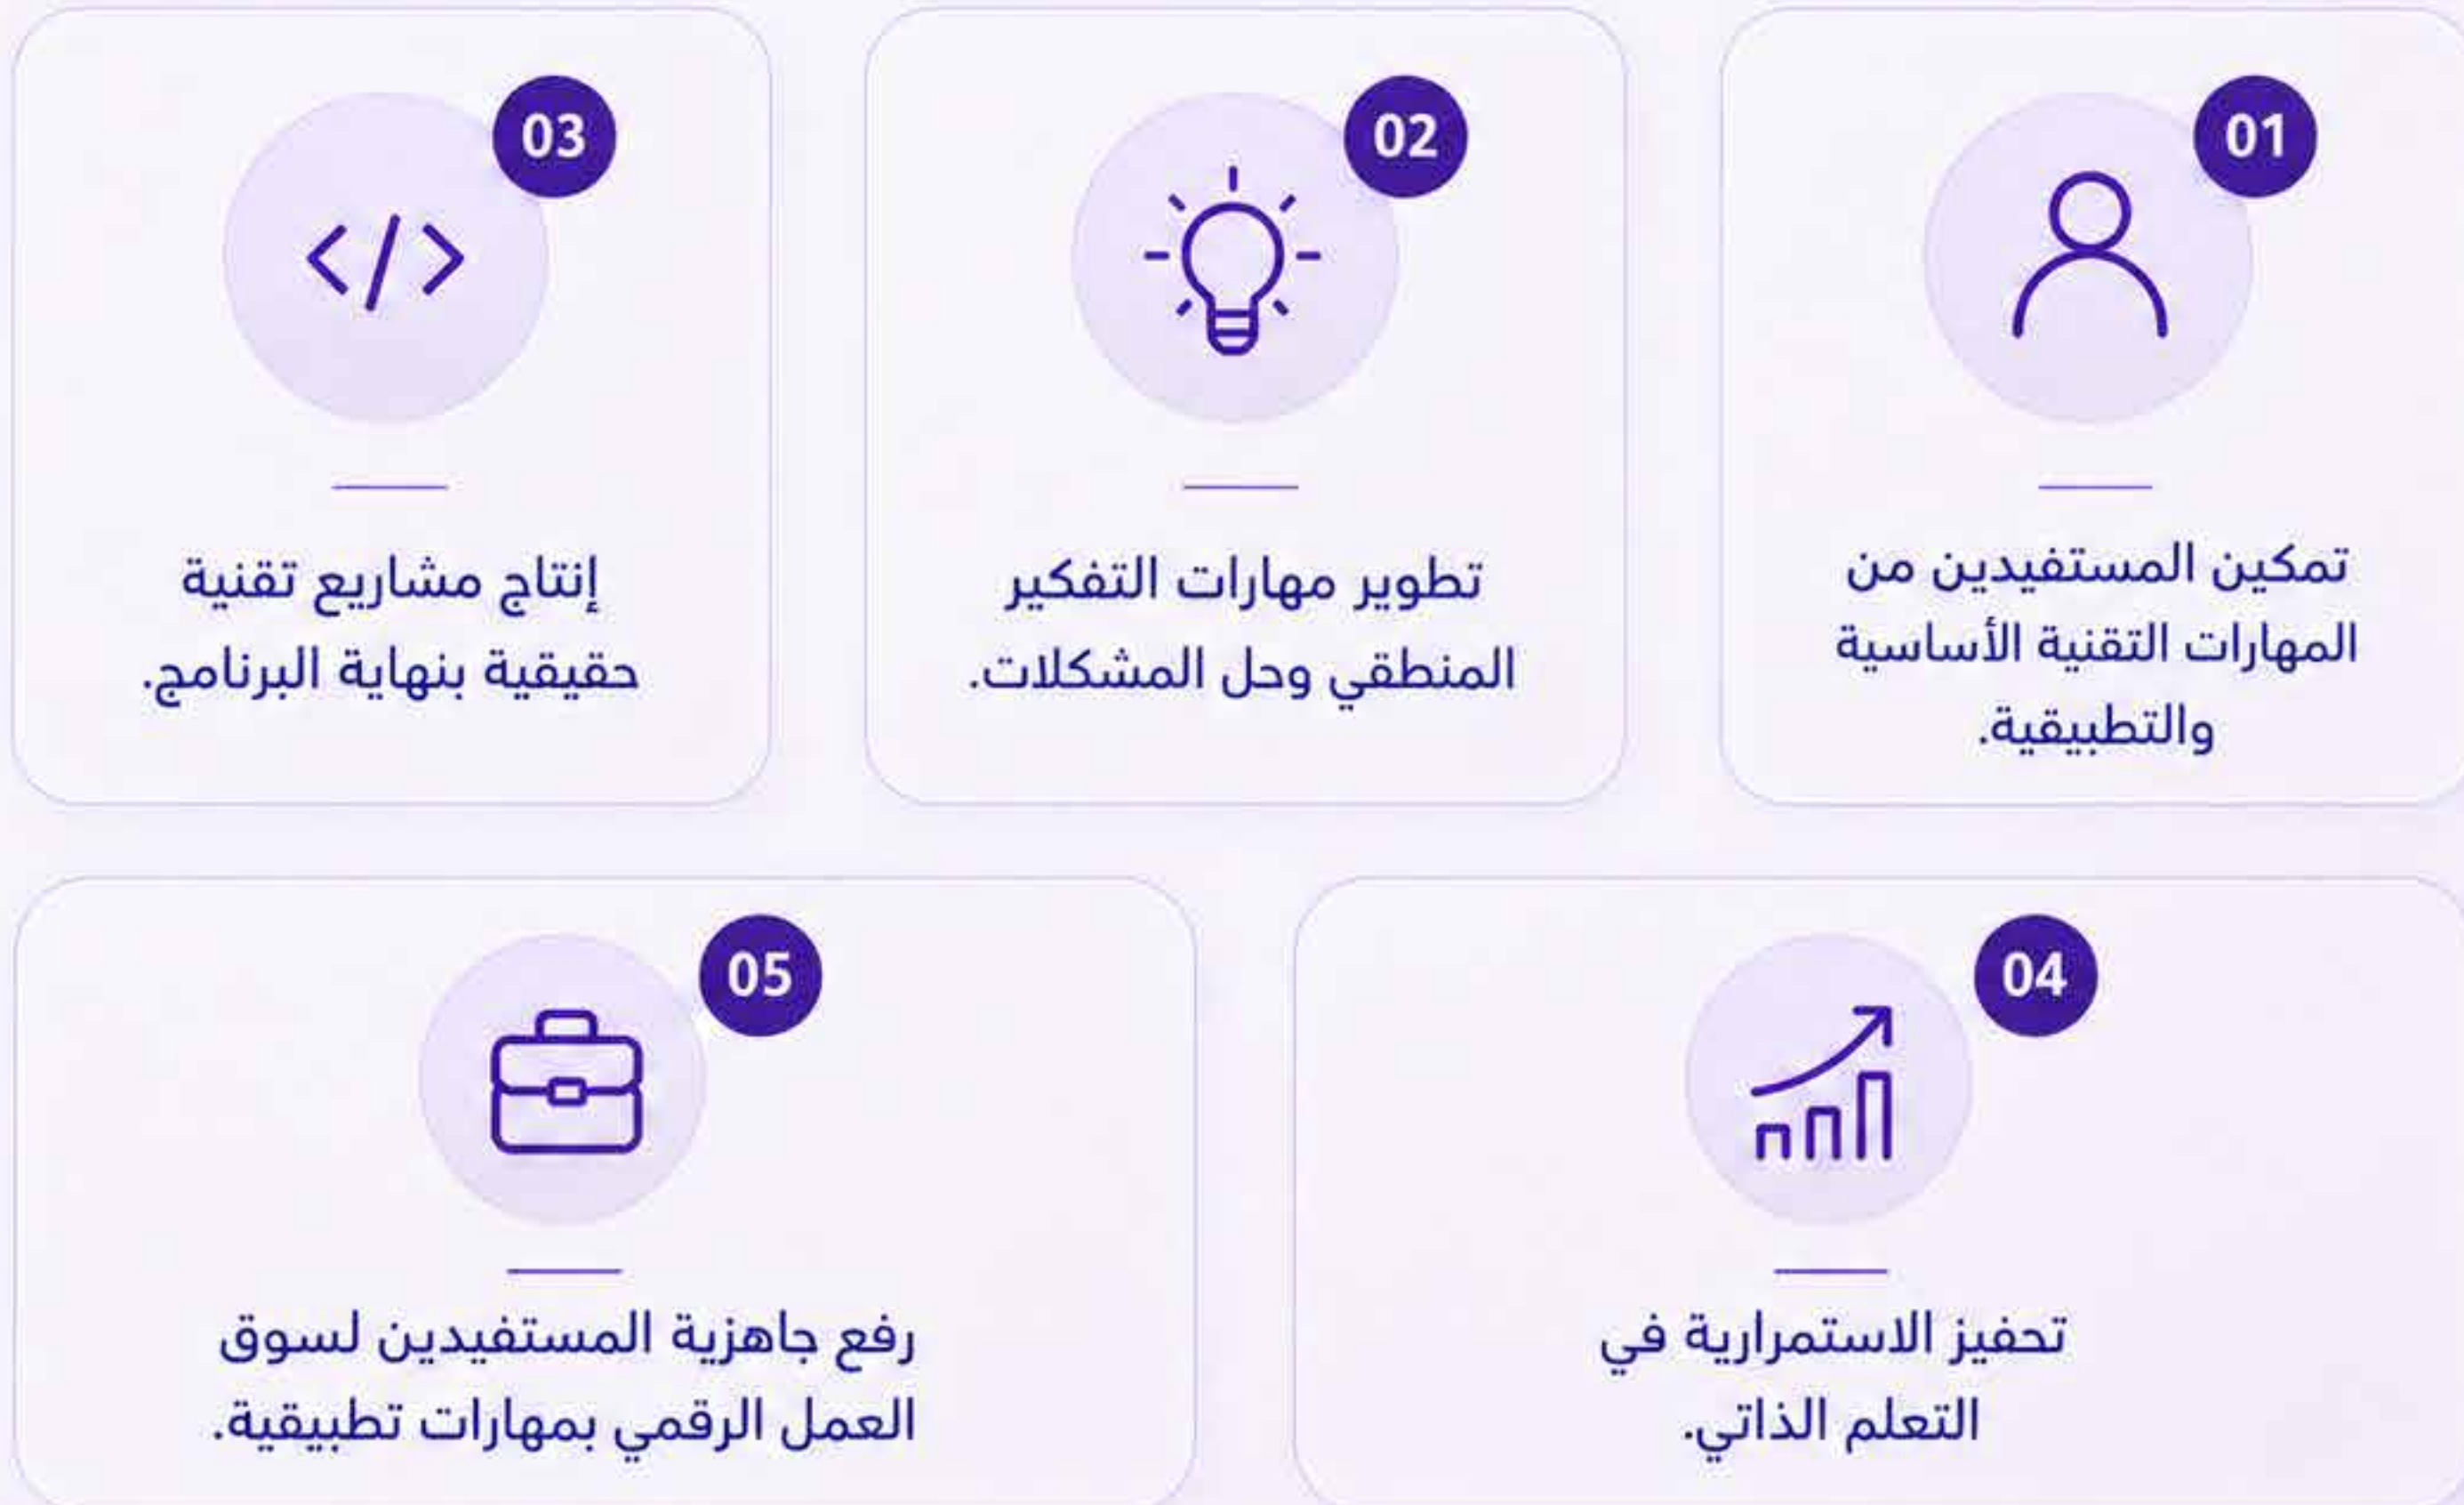 01
تمكين المستفيدين من
المهارات التقنية الأساسية
والتطبيقية.
02
تطوير مهارات التفكير
المنطقي وحل المشكلات.
03
إنتاج مشاريع تقنية
حقيقية بنهاية البرنامج.
04
تحفيز الاستمرارية في
التعلم الذاتي.
05
رفع جاهزية المستفيدين لسوق
العمل الرقمي بمهارات تطبيقية.